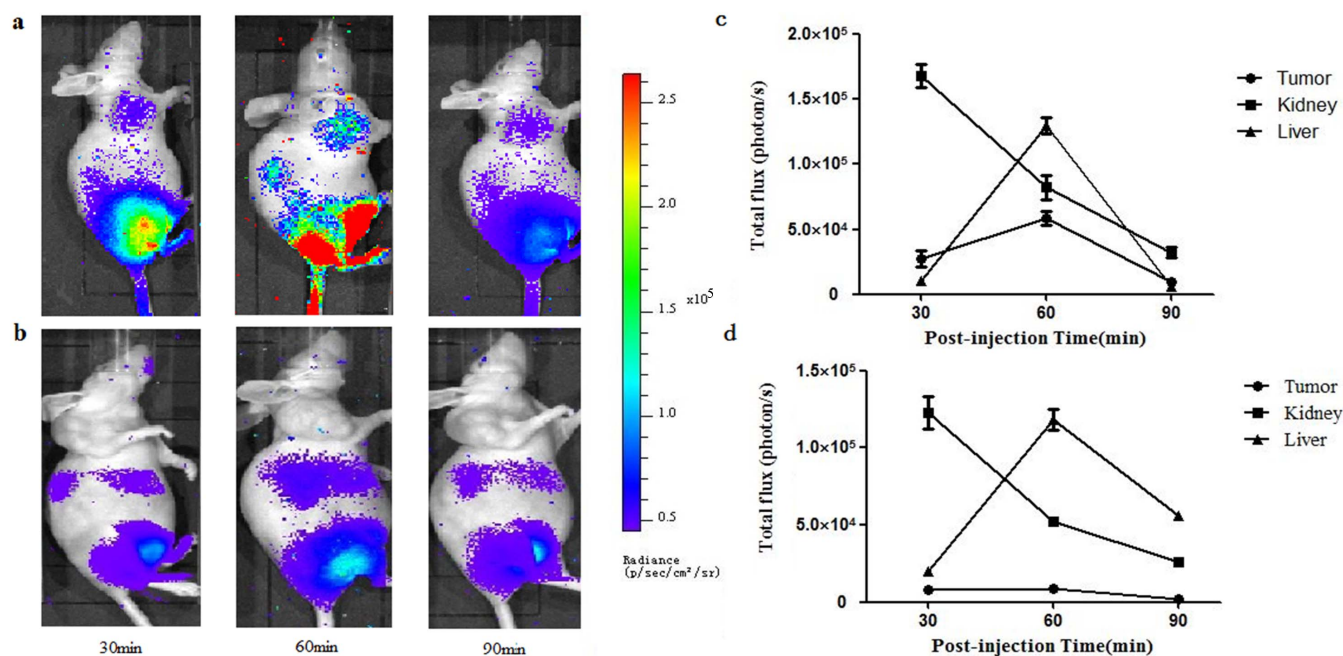 a
b
30min
60min
90min
2.5
2.0
1.5
×10⁵
1.0
0.5
Radiance
(p/sec/cm²/sr)
c
2.0×10⁵
1.5×10⁵
1.0×10⁵
5.0×10⁴
0
Total flux (photon/s)
30
60
90
Post-injection Time(min)
Tumor
Kidney
Liver
d
1.5×10⁵
1.0×10⁵
5.0×10⁴
0
Total flux (photon/s)
30
60
90
Post-injection Time(min)
Tumor
Kidney
Liver